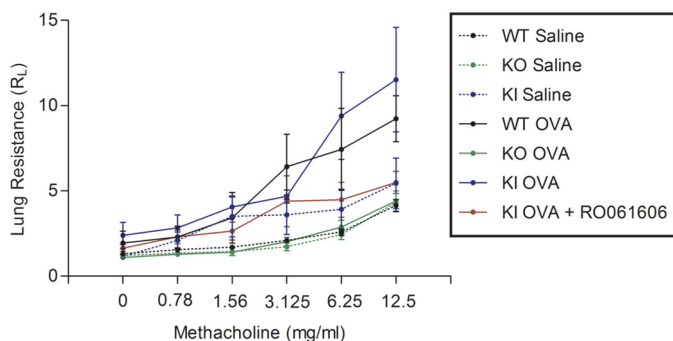 15
10
5
0
Lung Resistance (RL)
0 0.78 1.56 3.125 6.25 12.5
Methacholine (mg/ml)
WT Saline
KO Saline
KI Saline
WT OVA
KO OVA
KI OVA
KI OVA + RO061606